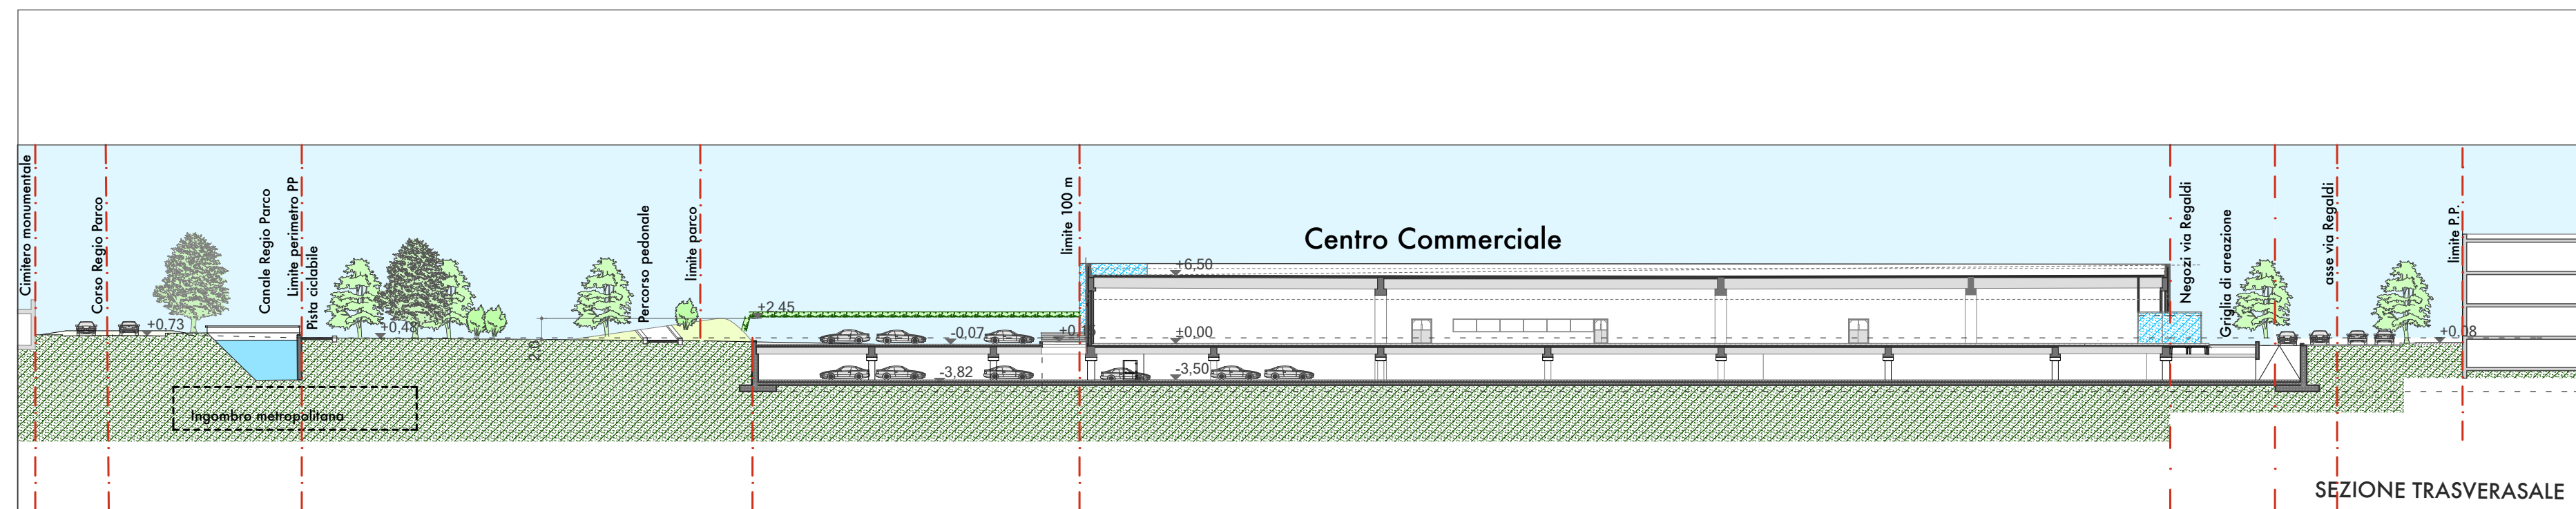 Cimitero monumentale
Corso Regio Parco
+0,73
Canale Regio Parco
Limite perimetro PP
Pista ciclabile
+0,48
Ingombro metropolitana
Percorso pedonale
limite parco
+2,45
-0,07
-3,82
limite 100 m
Centro Commerciale
+6,50
+0,00
-3,50
Negozi via Regaldi
Griglia di areazione
asse via Regaldi
limite P.P.
+0,08
SEZIONE TRASVERASALE